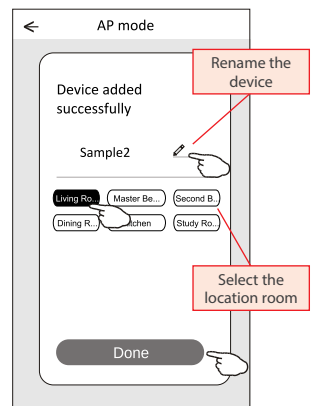 AP mode
Rename the
device
Device added
successfully
Sample2
Living Ro...
Master Be...
Second B...
Dining R...
tchen
Study Ro...
Select the
location room
Done